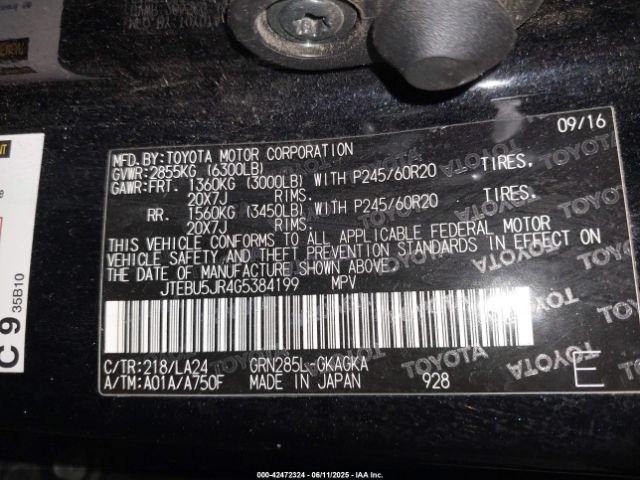 09/16
MFD.BY:TOYOTA MOTOR CORPORATION
GVWR:2855KG (6300LB)
GAWR:FRT. 1360KG (3000LB) WITH P245/60R20 TIRES.
20X7J RIMS.
RR. 1560KG (3450LB) WITH P245/60R20 TIRES.
20X7J RIMS.
THIS VEHICLE CONFORMS TO ALL APPLICABLE FEDERAL MOTOR
VEHICLE SAFETY AND THEFT PREVENTION STANDARDS IN EFFECT ON
THE DATE OF MANUFACTURE SHOWN ABOVE.
JTEBU5JR4G5384199 MPV
C/TR:218/LA24 GRN285L-GKAGKA
A/TM:A01A/A750F MADE IN JAPAN 928 E
TOYOTA
C 9 35B10
000-42472324 - 06/11/2025 - IAA Inc.